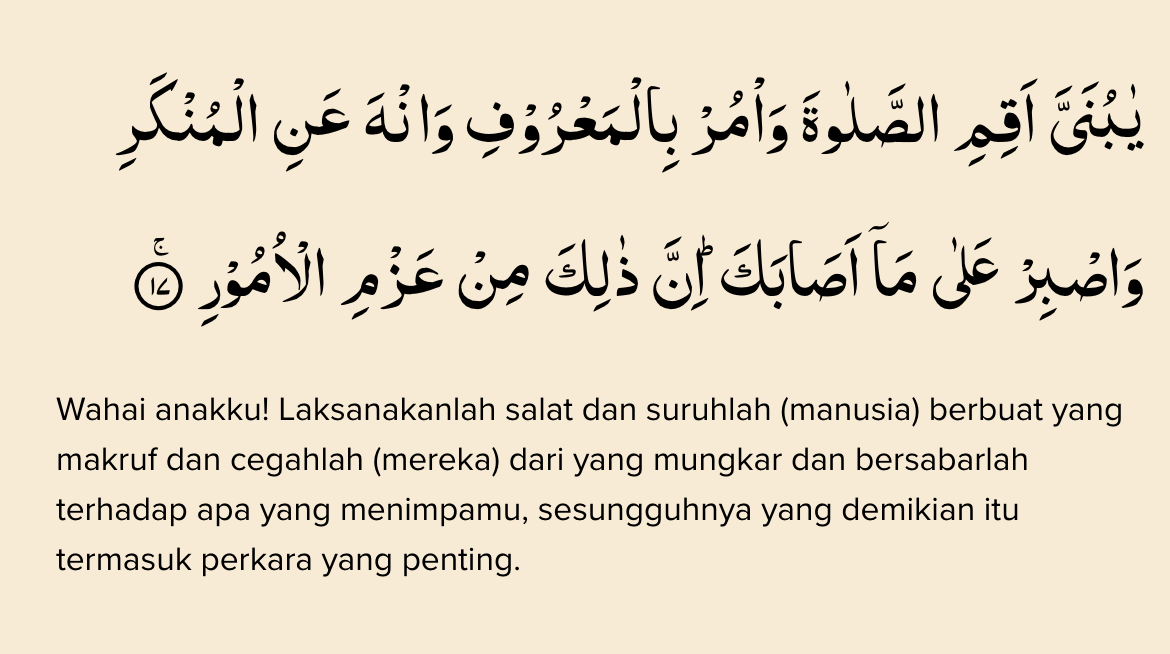 يٰبُنَيَّ اَقِمِ الصَّلٰوةَ وَأْمُرْ بِالْمَعْرُوْفِ وَانْهَ عَنِ الْمُنْكَرِ
وَاصْبِرْ عَلٰى مَآ اَصَابَكَۗ اِنَّ ذٰلِكَ مِنْ عَزْمِ الْاُمُوْرِۚ ١٧
Wahai anakku! Laksanakanlah salat dan suruhlah (manusia) berbuat yang
makruf dan cegahlah (mereka) dari yang mungkar dan bersabarlah
terhadap apa yang menimpamu, sesungguhnya yang demikian itu
termasuk perkara yang penting.